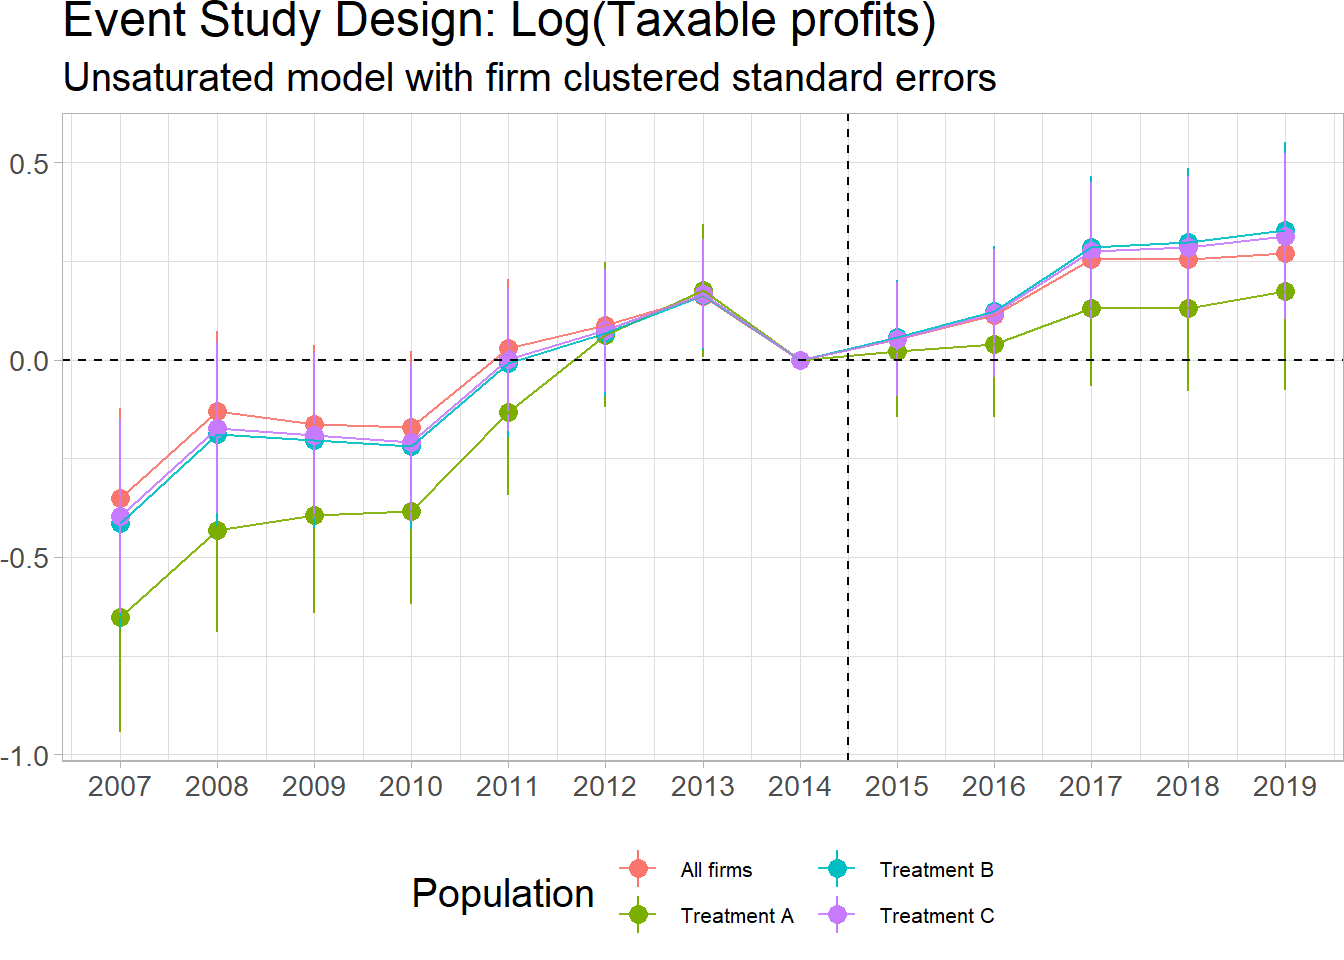 Event Study Design: Log(Taxable profits)
Unsaturated model with firm clustered standard errors
0.5
0.0
-0.5
-1.0
2007 2008 2009 2010 2011 2012 2013 2014 2015 2016 2017 2018 2019
Population
All firms
Treatment B
Treatment A
Treatment C